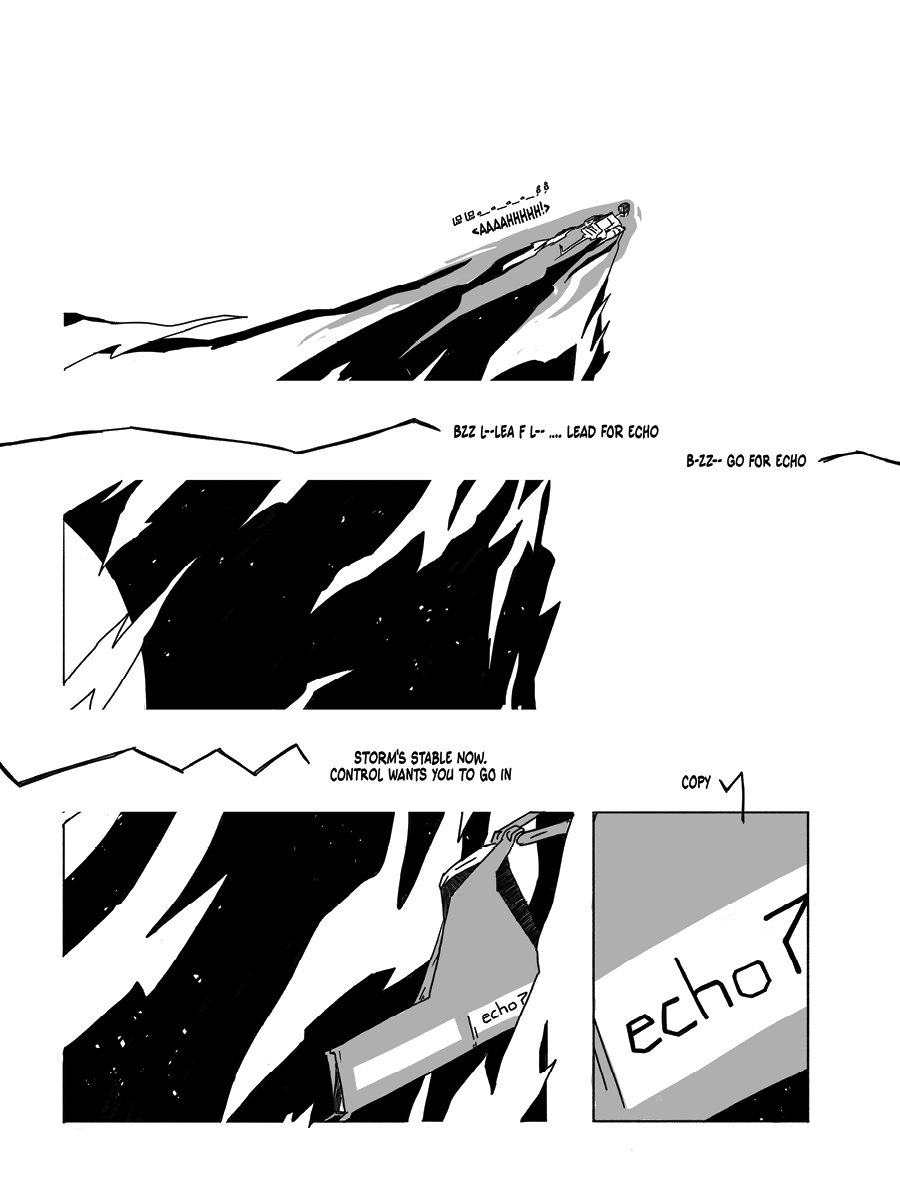 <AAAAHHHHH!>
BZZ L--LEA F L-- .... LEAD FOR ECHO
B-ZZ-- GO FOR ECHO
STORM'S STABLE NOW.
CONTROL WANTS YOU TO GO IN
COPY
echo7
echo7